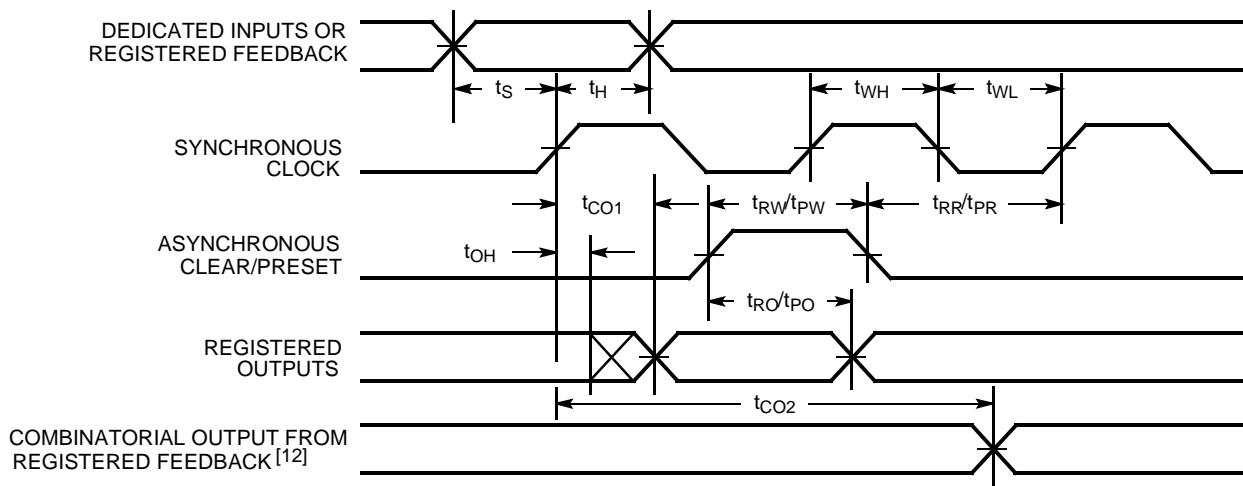 DEDICATED INPUTS OR
REGISTERED FEEDBACK
tS
tH
tWH
tWL
SYNCHRONOUS
CLOCK
tCO1
tRW/tPW
tRR/tPR
ASYNCHRONOUS
CLEAR/PRESET
tOH
tRO/tPO
REGISTERED
OUTPUTS
tCO2
COMBINATORIAL OUTPUT FROM
REGISTERED FEEDBACK [12]